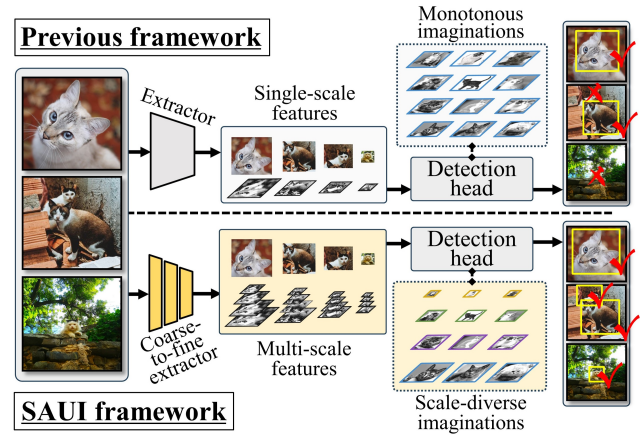 Previous framework
Monotonous
imaginations
Extractor
Single-scale
features
Detection
head
Coarse-
to-fine
extractor
Multi-scale
features
Detection
head
Scale-diverse
imaginations
SAUI framework